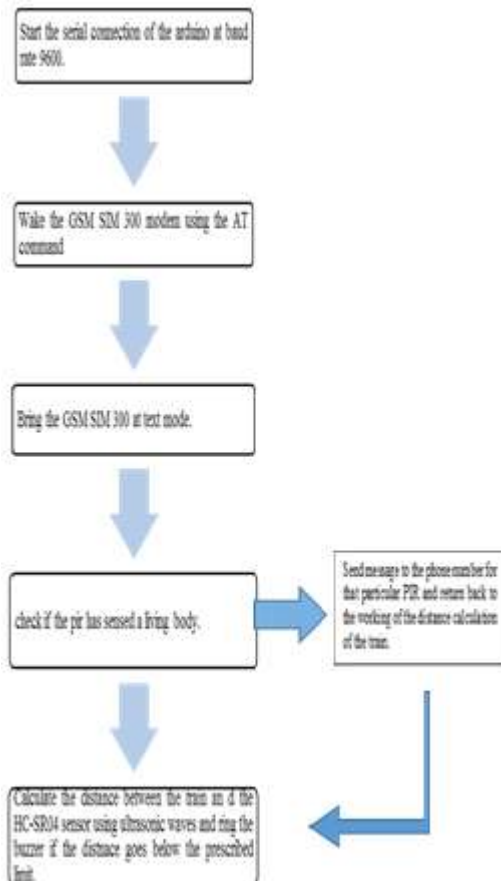 Start the serial connection of the arduino at baud
rate 9600.
Wake the GSM SIM 300 modem using the AT
command
Bring the GSM SIM 300 at text mode.
check if the pir has sensed a living body.
Send message to the phone number for
that particular PIR and return back to
the working of the distance calculation
of the train.
Calculate the distance between the train an d the
HC-SR04 sensor using ultrasonic waves and ring the
buzzer if the distnace goes below the prescribed
limit.